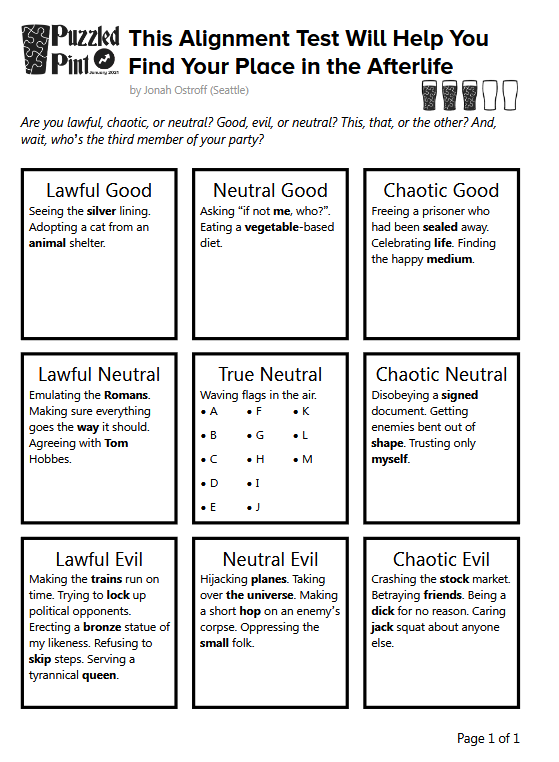 Puzzled
Pint
January 2021
This Alignment Test Will Help You
Find Your Place in the Afterlife
by Jonah Ostroff (Seattle)
Are you lawful, chaotic, or neutral? Good, evil, or neutral? This, that, or the other? And,
wait, who's the third member of your party?
Lawful Good
Seeing the silver lining.
Adopting a cat from an
animal shelter.
Neutral Good
Asking “if not me, who?”.
Eating a vegetable-based
diet.
Chaotic Good
Freeing a prisoner who
had been sealed away.
Celebrating life. Finding
the happy medium.
Lawful Neutral
Emulating the Romans.
Making sure everything
goes the way it should.
Agreeing with Tom
Hobbes.
True Neutral
Waving flags in the air.
• A • F • K
• B • G • L
• C • H • M
• D • I
• E • J
Chaotic Neutral
Disobeying a signed
document. Getting
enemies bent out of
shape. Trusting only
myself.
Lawful Evil
Making the trains run on
time. Trying to lock up
political opponents.
Erecting a bronze statue of
my likeness. Refusing to
skip steps. Serving a
tyrannical queen.
Neutral Evil
Hijacking planes. Taking
over the universe. Making
a short hop on an enemy's
corpse. Oppressing the
small folk.
Chaotic Evil
Crashing the stock market.
Betraying friends. Being a
dick for no reason. Caring
jack squat about anyone
else.
Page 1 of 1